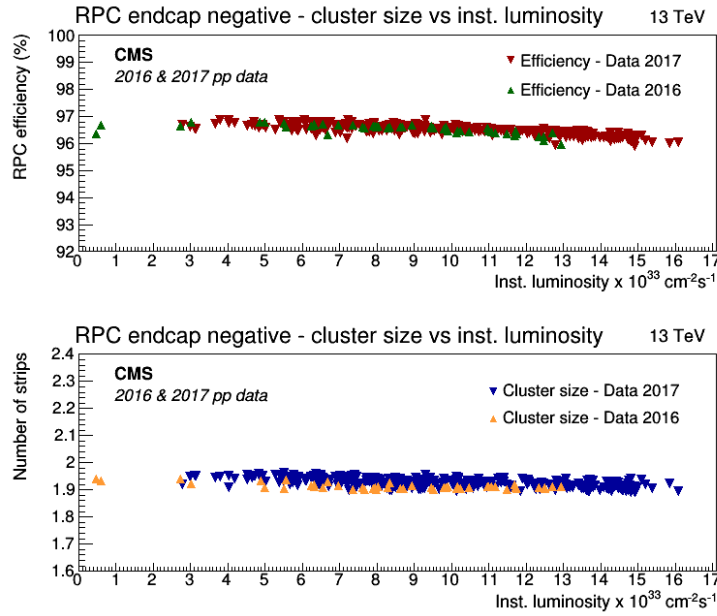 RPC endcap negative - cluster size vs inst. luminosity 13 TeV
RPC efficiency (%)
100
99
98
97
96
95
94
93
92
CMS
2016 & 2017 pp data
Efficiency - Data 2017
Efficiency - Data 2016
0 1 2 3 4 5 6 7 8 9 10 11 12 13 14 15 16 17
Inst. luminosity x 10³³ cm⁻²s⁻¹
RPC endcap negative - cluster size vs inst. luminosity 13 TeV
Number of strips
2.4
2.3
2.2
2.1
2
1.9
1.8
1.7
1.6
CMS
2016 & 2017 pp data
Cluster size - Data 2017
Cluster size - Data 2016
0 1 2 3 4 5 6 7 8 9 10 11 12 13 14 15 16 17
Inst. luminosity x 10³³ cm⁻²s⁻¹